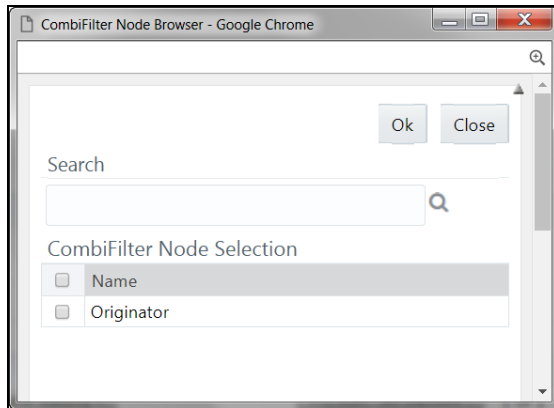 CombiFilter Node Browser - Google Chrome
Ok Close
Search
CombiFilter Node Selection
Name
Originator